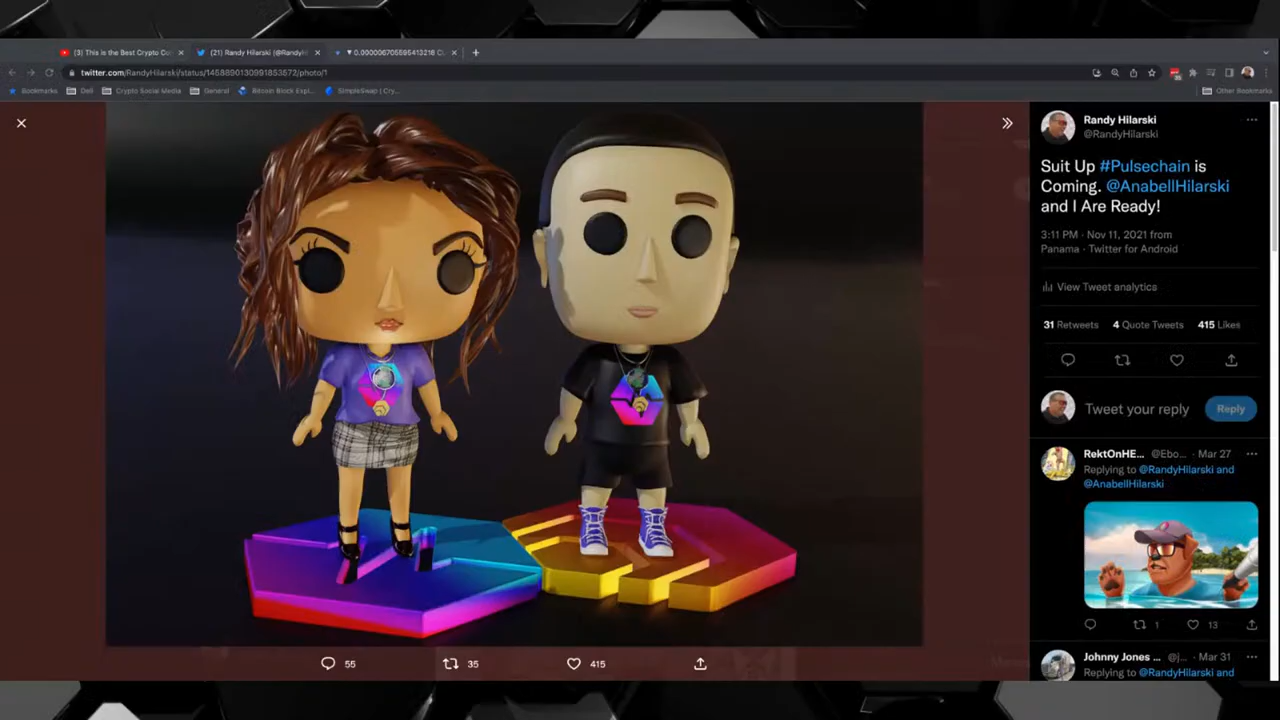 (3) This is the Best Crypto Co
(21) Randy Hilarski (@RandyH
▼ 0.000006705595413218 C
twitter.com/RandyHilarski/status/1458890130991853572/photo/1
Bookmarks
Defi
Crypto Social Media
General
Bitcoin Block Expl...
SimpleSwap | Cry...
Other Bookmarks
Randy Hilarski
@RandyHilarski
Suit Up #Pulsechain is
Coming. @AnabellHilarski
and I Are Ready!
3:11 PM · Nov 11, 2021 from
Panama · Twitter for Android
View Tweet analytics
31 Retweets 4 Quote Tweets 415 Likes
Tweet your reply Reply
RektOnHE... @Ebo... · Mar 27
Replying to @RandyHilarski and
@AnabellHilarski
1 13
Johnny Jones ... @j... · Mar 31
Replying to @RandyHilarski and
55 35 415